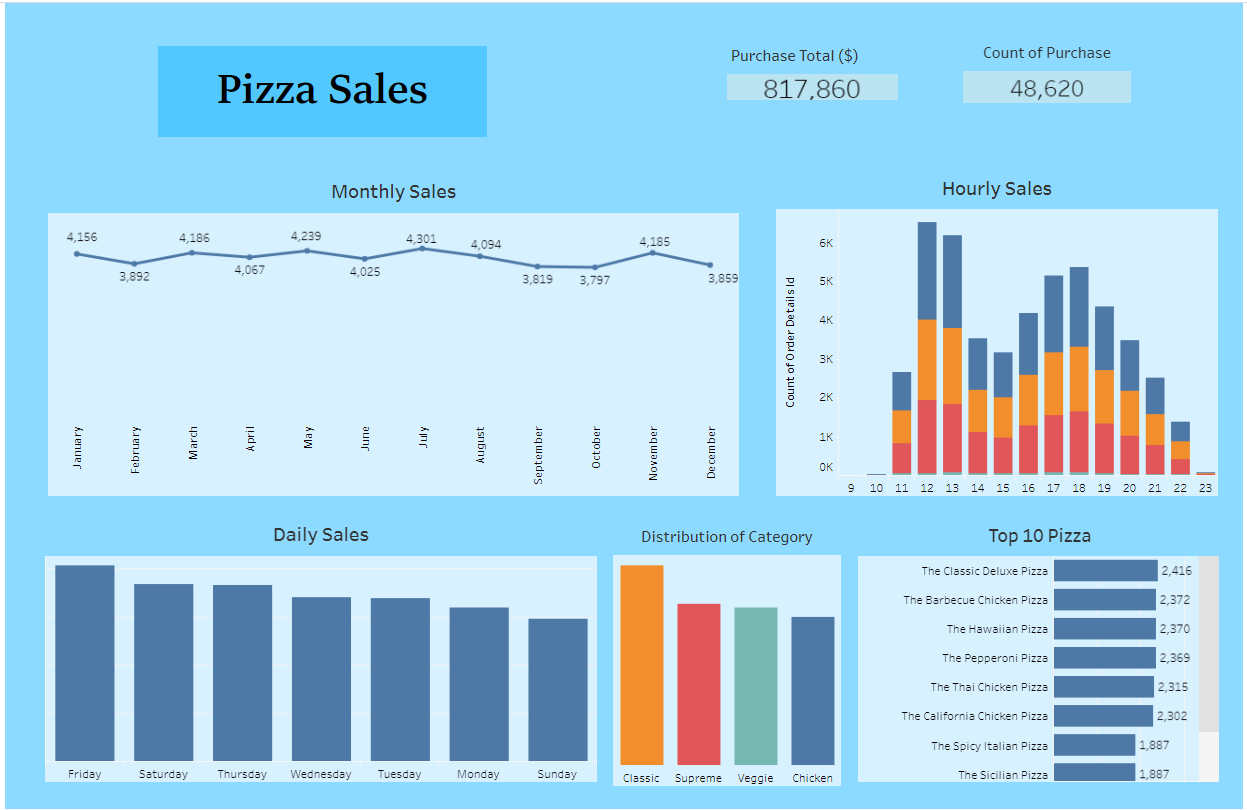 Pizza Sales
Purchase Total ($)
817,860
Count of Purchase
48,620
Monthly Sales
4,156
3,892
4,186
4,067
4,239
4,025
4,301
4,094
3,819
3,797
4,185
3,859
January
February
March
April
May
June
July
August
September
October
November
December
Hourly Sales
Count of Order Details Id
6K
5K
4K
3K
2K
1K
0K
9 10 11 12 13 14 15 16 17 18 19 20 21 22 23
Daily Sales
Friday Saturday Thursday Wednesday Tuesday Monday Sunday
Distribution of Category
Classic Supreme Veggie Chicken
Top 10 Pizza
The Classic Deluxe Pizza 2,416
The Barbecue Chicken Pizza 2,372
The Hawaiian Pizza 2,370
The Pepperoni Pizza 2,369
The Thai Chicken Pizza 2,315
The California Chicken Pizza 2,302
The Spicy Italian Pizza 1,887
The Sicilian Pizza 1,887